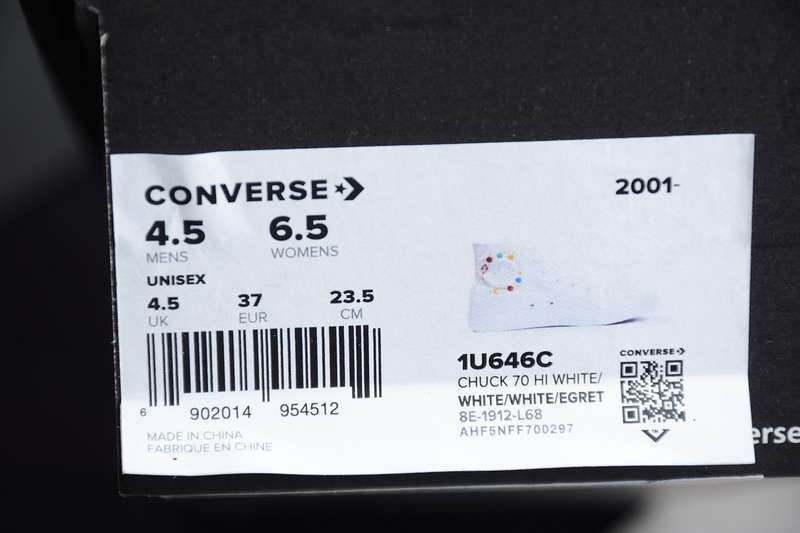 CONVERSE
2001-
4.5 6.5
MENS WOMENS
UNISEX
4.5 37 23.5
UK EUR CM
6 902014 954512
MADE IN CHINA
FABRIQUE EN CHINE
1U646C
CHUCK 70 HI WHITE/
WHITE/WHITE/EGRET
8E-1912-L68
AHF5NFF700297
CONVERSE
erse